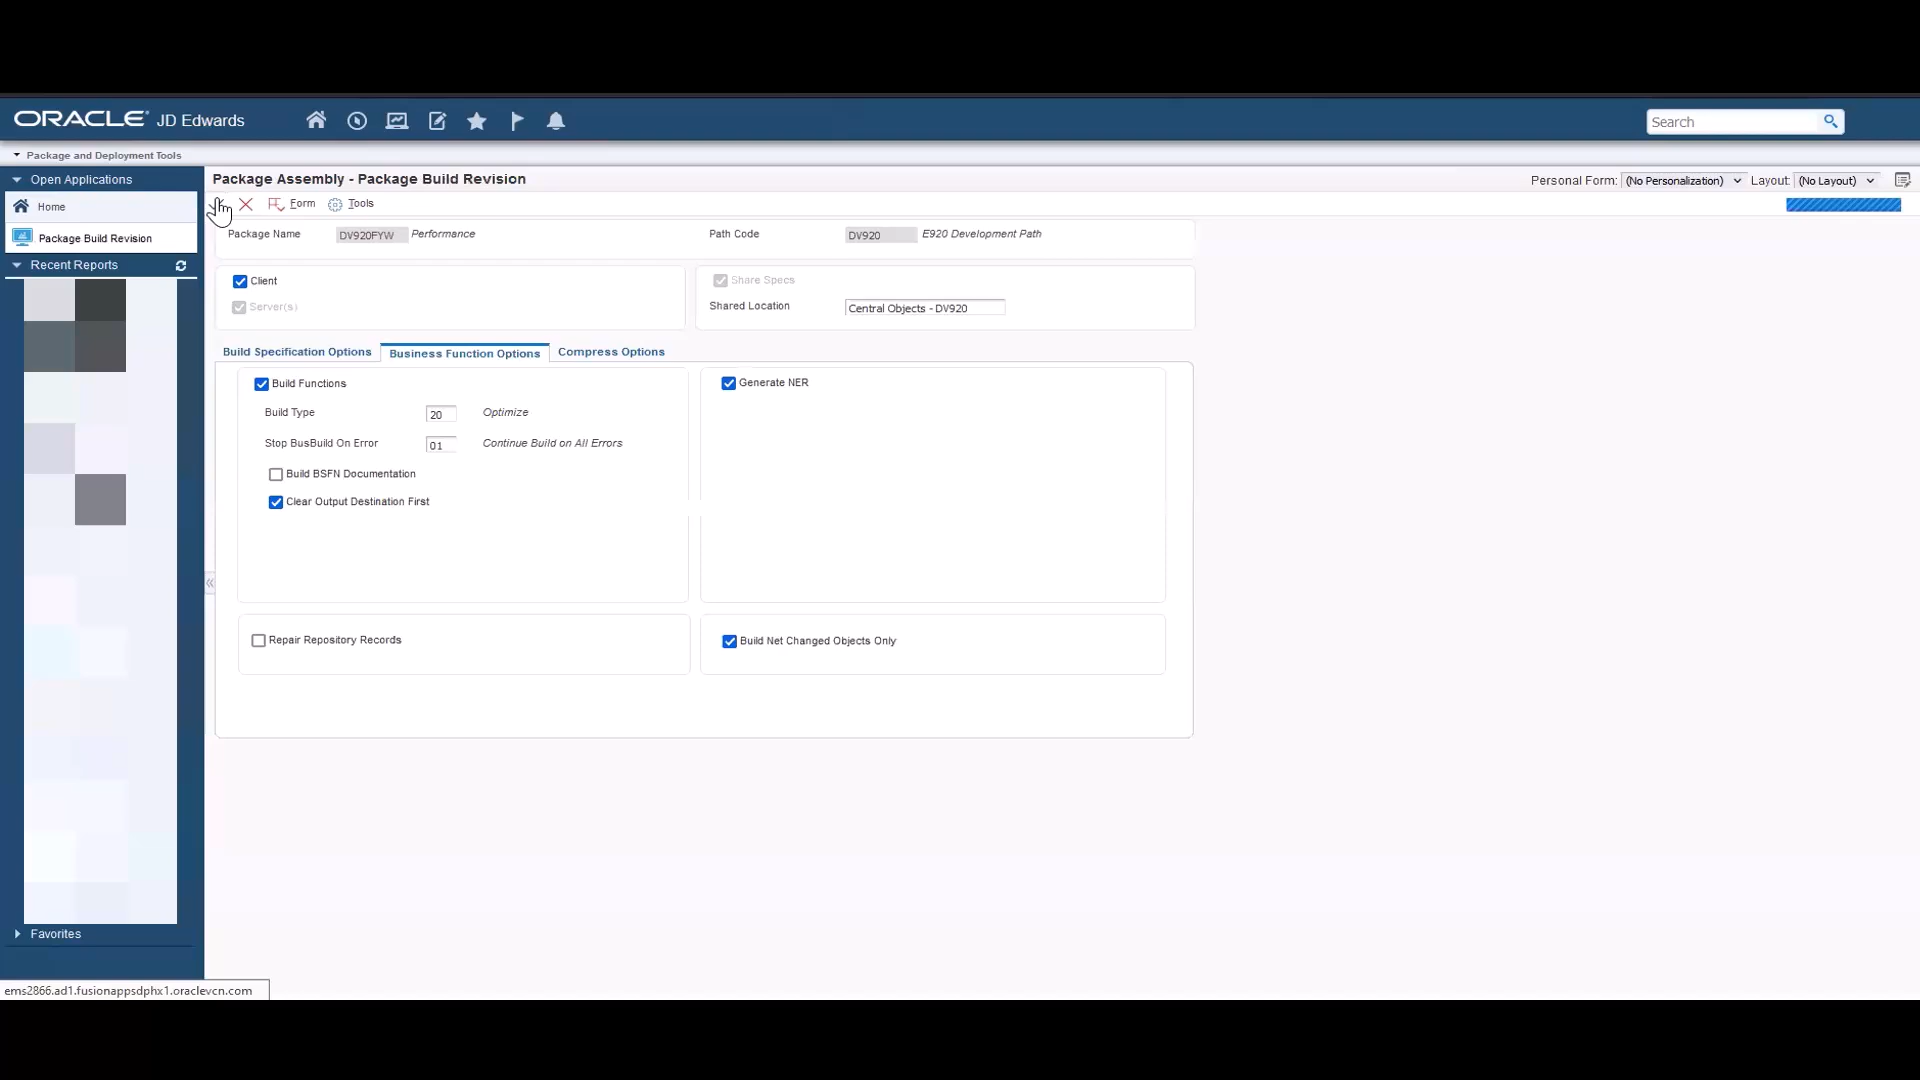 ORACLE JD Edwards
Search
Package and Deployment Tools
Open Applications
Home
Package Build Revision
Recent Reports
Favorites
Package Assembly - Package Build Revision
Personal Form: (No Personalization) Layout: (No Layout)
Form Tools
Package Name DV920FYW Performance Path Code DV920 E920 Development Path
Client
Server(s)
Share Specs
Shared Location Central Objects - DV920
Build Specification Options Business Function Options Compress Options
Build Functions
Build Type 20 Optimize
Stop BusBuild On Error 01 Continue Build on All Errors
Build BSFN Documentation
Clear Output Destination First
Generate NER
Repair Repository Records
Build Net Changed Objects Only
ems2866.ad1.fusionappsdphx1.oraclevcn.com